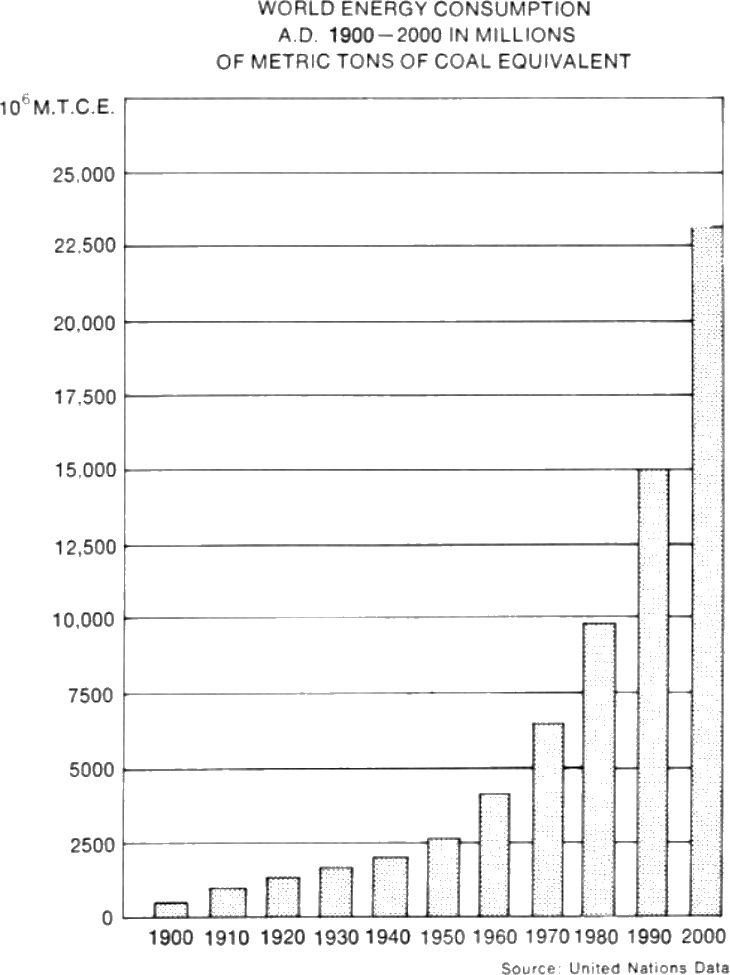 WORLD ENERGY CONSUMPTION
A.D. 1900—2000 IN MILLIONS
OF METRIC TONS OF COAL EQUIVALENT
10⁶ M.T.C.E.
25,000
22,500
20,000
17,500
15,000
12,500
10,000
7500
5000
2500
0
1900 1910 1920 1930 1940 1950 1960 1970 1980 1990 2000
Source: United Nations Data